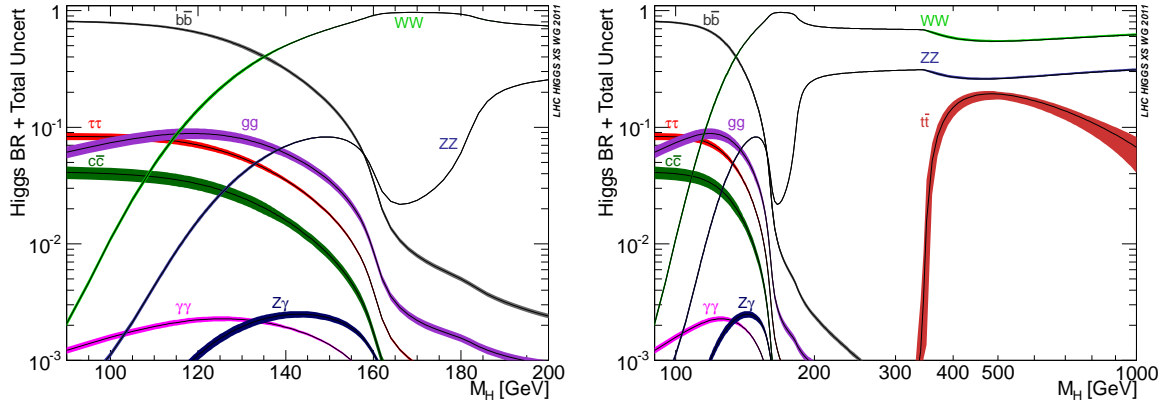 Higgs BR + Total Uncert
1
10⁻¹
10⁻²
10⁻³
bb̄
WW
ττ
gg
ZZ
cc̄
γγ
Zγ
100
120
140
160
180
200
M_H [GeV]
LHC HIGGS XS WG 2011
Higgs BR + Total Uncert
1
10⁻¹
10⁻²
10⁻³
bb̄
WW
ZZ
ττ
gg
tt̄
cc̄
γγ
Zγ
100
200
300
400
500
1000
M_H [GeV]
LHC HIGGS XS WG 2011